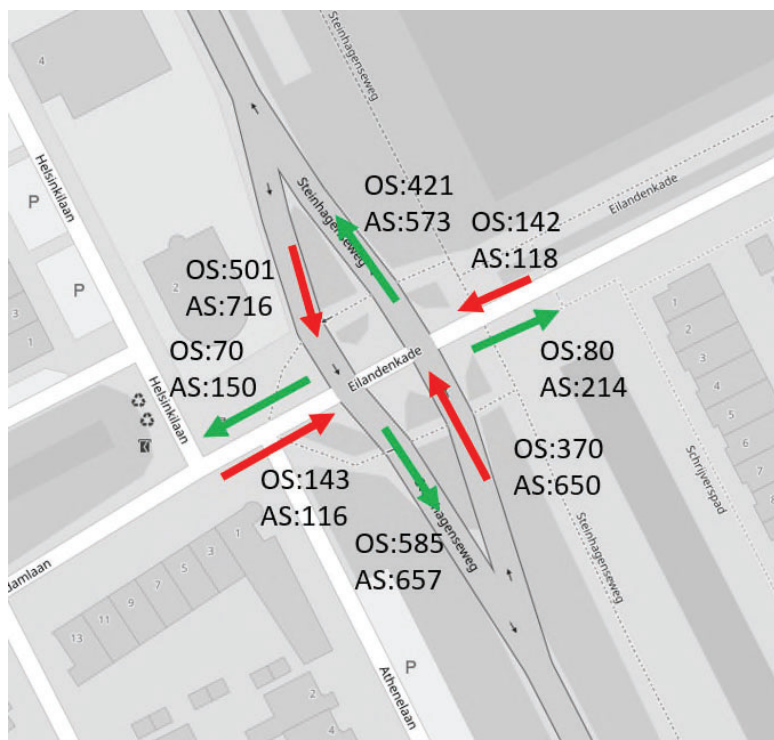 Steinhagenseweg
4
Helsinkilaan
P
Steinhagenseweg
OS:421
AS:573
OS:142
AS:118
Eilandenkade
P
OS:501
AS:716
2
3
1
OS:70
AS:150
Eilandenkade
OS:80
AS:214
1
2
3
4
5
6
7
Helsinkilaan
OS:143
AS:116
OS:370
AS:650
Schrijverspad
OS:585
AS:657
Steinhagenseweg
damlaan
1
3
5
7
9
11
13
P
Athenelaan
2
4